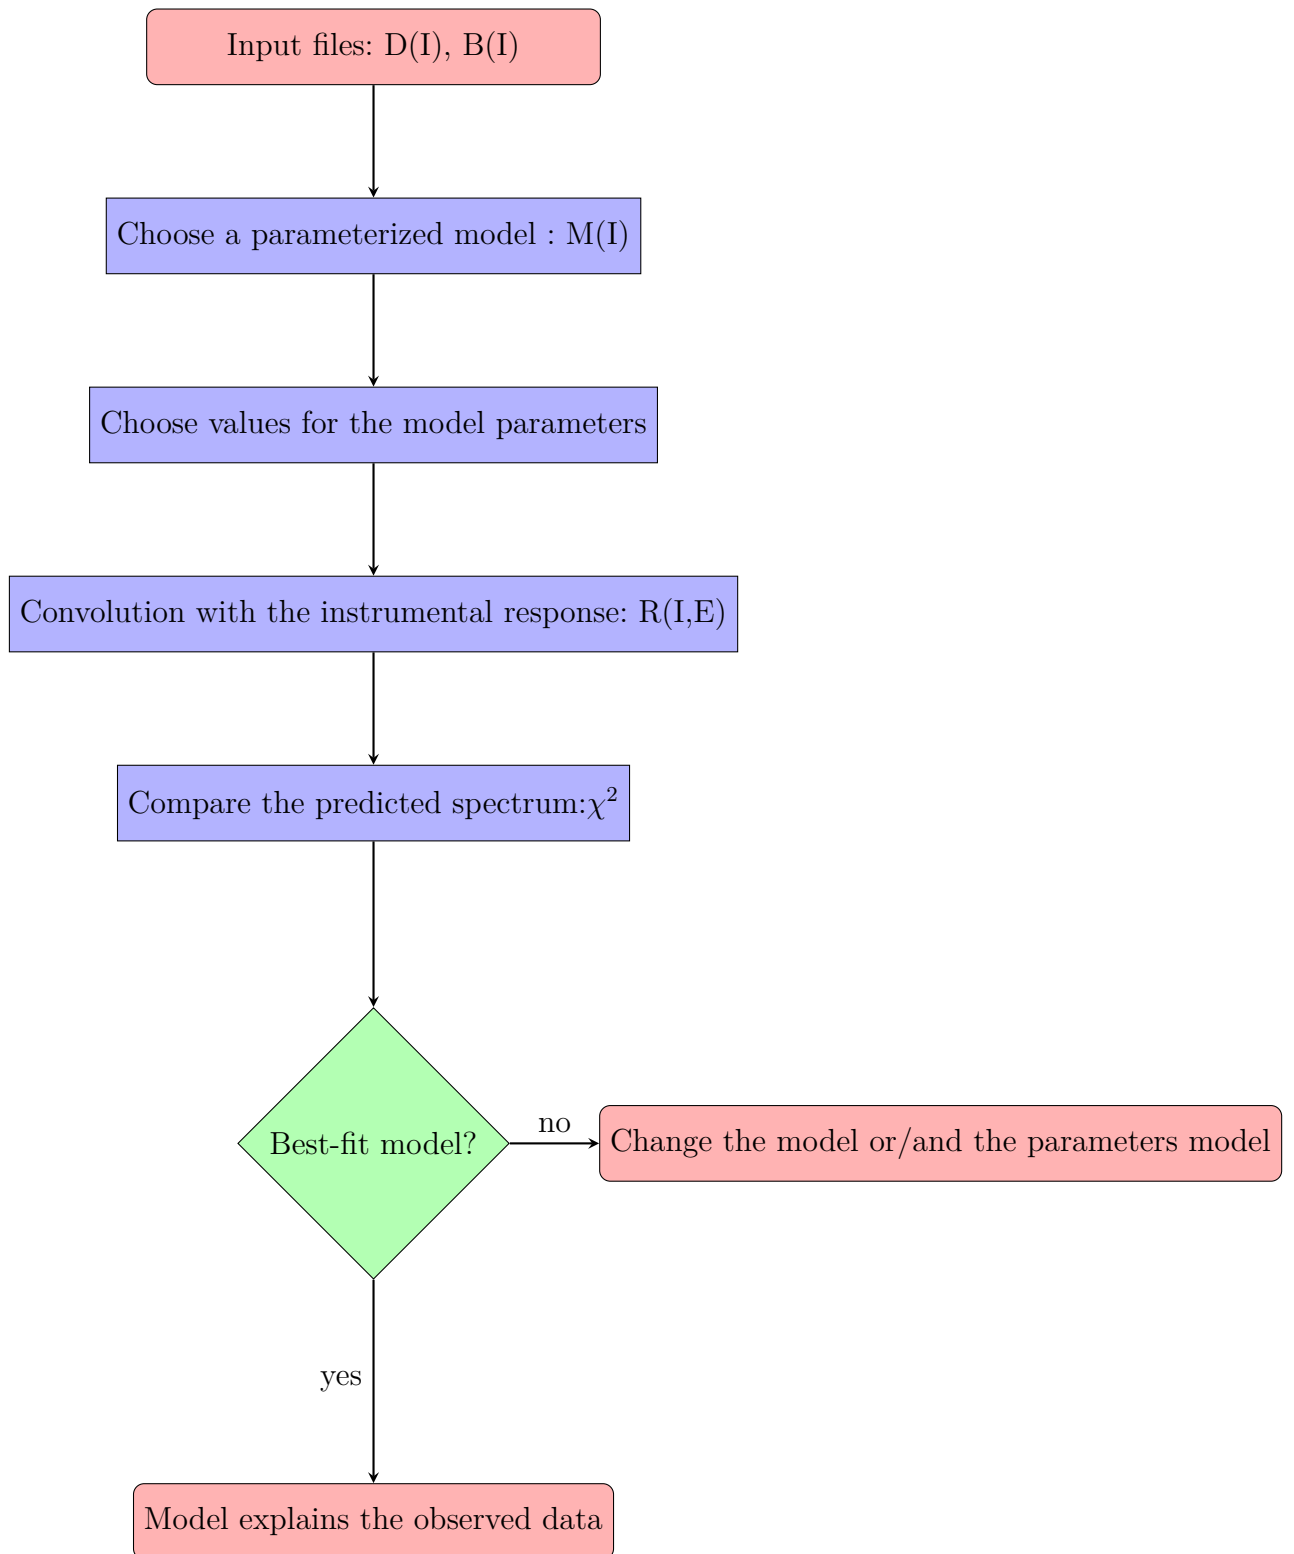 Input files: D(I), B(I)
Choose a parameterized model : M(I)
Choose values for the model parameters
Convolution with the instrumental response: R(I,E)
Compare the predicted spectrum:χ²
Best-fit model?
no
Change the model or/and the parameters model
yes
Model explains the observed data